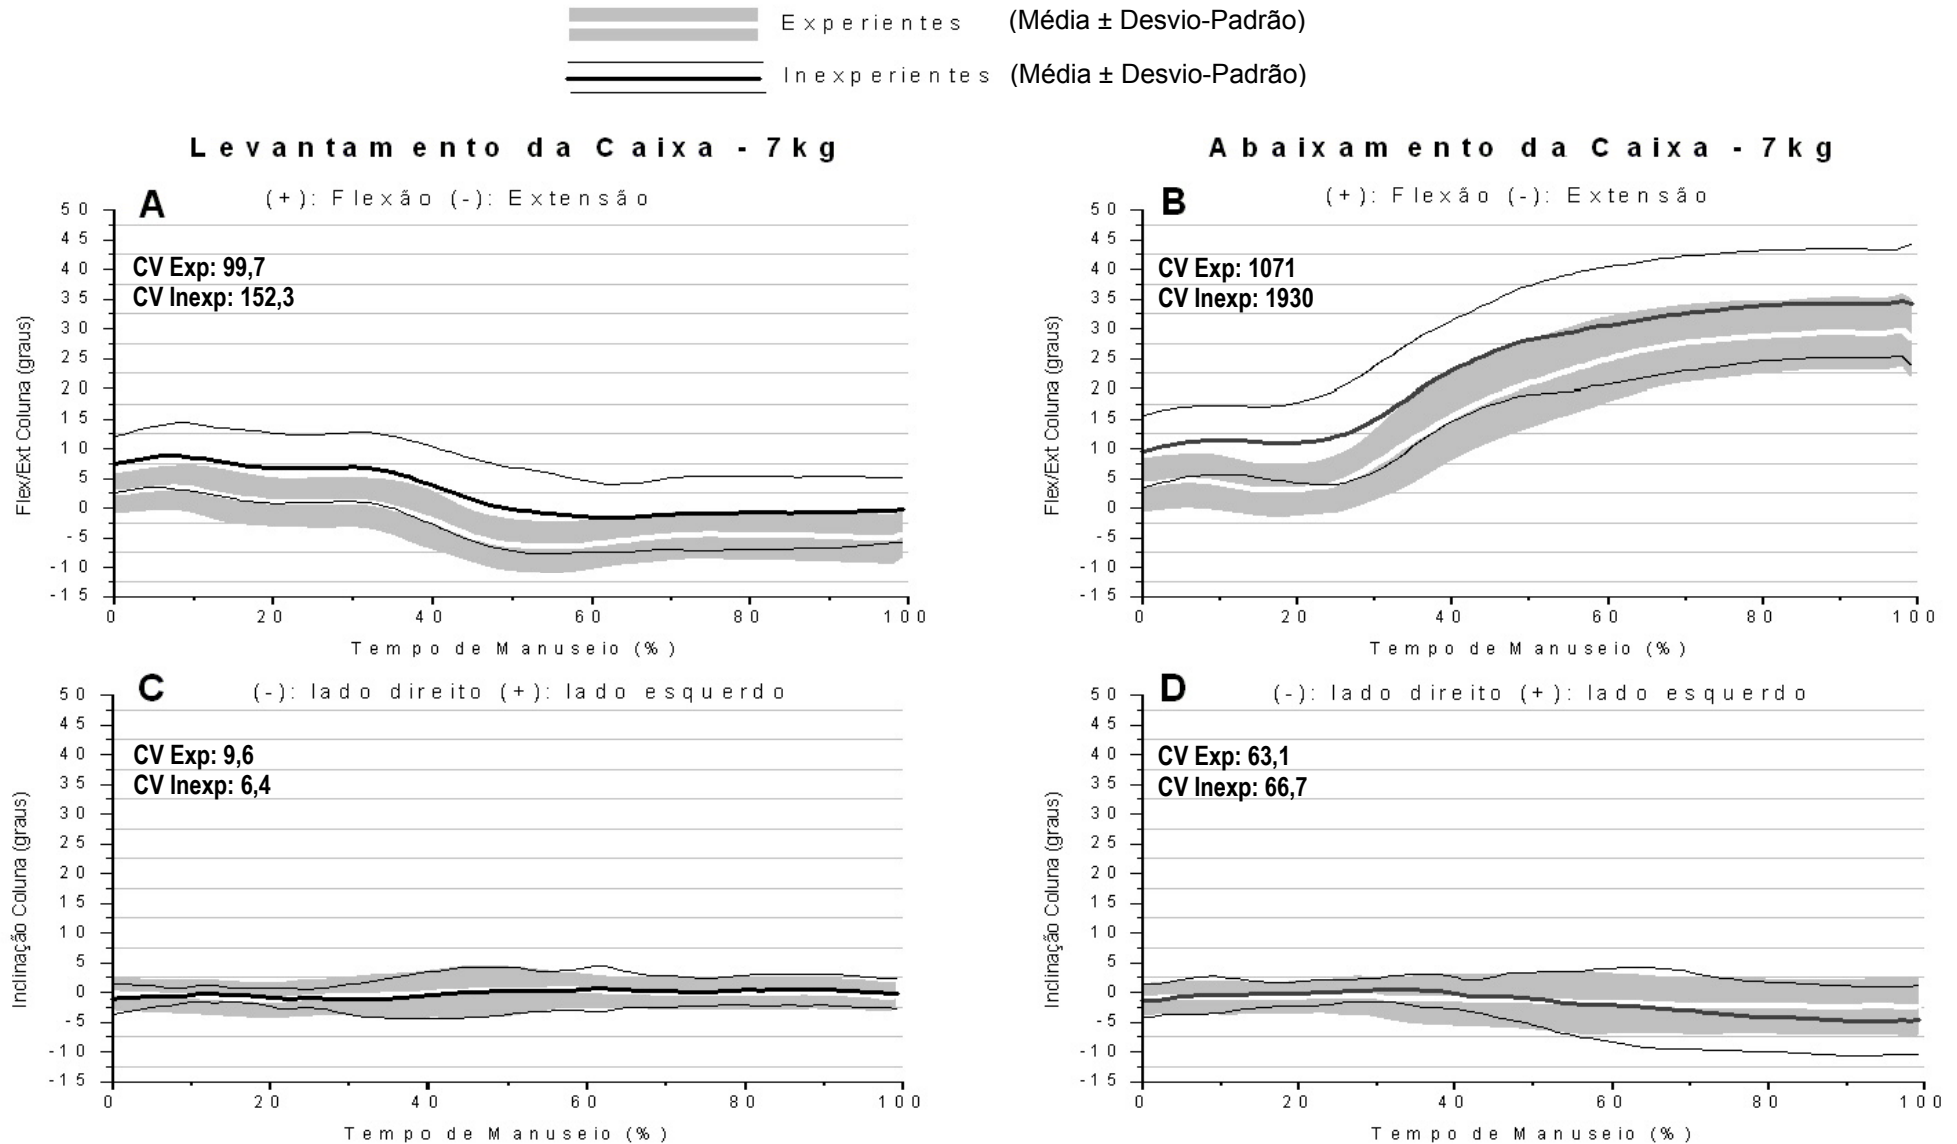 Experientes (Média ± Desvio-Padrão)
Inexperientes (Média ± Desvio-Padrão)
Levantamento da Caixa - 7kg
A
(+): Flexão (-): Extensão
CV Exp: 99,7
CV Inexp: 152,3
Flex/Ext Coluna (graus)
50
45
40
35
30
25
20
15
10
5
0
-5
-10
-15
0 20 40 60 80 100
Tempo de Manuseio (%)
Abaixamento da Caixa - 7kg
B
(+): Flexão (-): Extensão
CV Exp: 1071
CV Inexp: 1930
Flex/Ext Coluna (graus)
50
45
40
35
30
25
20
15
10
5
0
-5
-10
-15
0 20 40 60 80 100
Tempo de Manuseio (%)
C
(-): lado direito (+): lado esquerdo
CV Exp: 9,6
CV Inexp: 6,4
Inclinação Coluna (graus)
50
45
40
35
30
25
20
15
10
5
0
-5
-10
-15
0 20 40 60 80 100
Tempo de Manuseio (%)
D
(-): lado direito (+): lado esquerdo
CV Exp: 63,1
CV Inexp: 66,7
Inclinação Coluna (graus)
50
45
40
35
30
25
20
15
10
5
0
-5
-10
-15
0 20 40 60 80 100
Tempo de Manuseio (%)